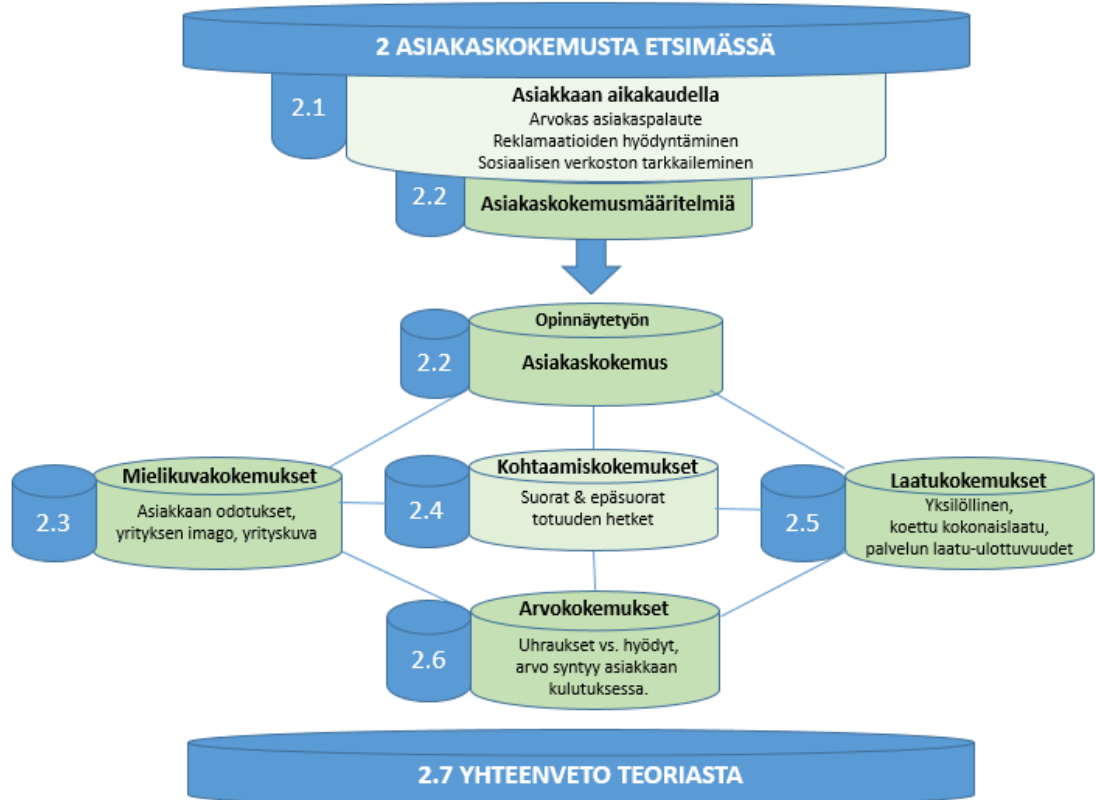 2 ASIAKASKOKEMUSTA ETSIMÄSSÄ
2.1
Asiakkaan aikakaudella
Arvokas asiakaspalaute
Reklamaatioiden hyödyntäminen
Sosiaalisen verkoston tarkkaileminen
2.2
Asiakaskokemusmääritelmiä
2.2
Opinnäytetyön
Asiakaskokemus
2.3
Mielikuvakokemukset
Asiakkaan odotukset,
yrityksen imago, yrityskuva
2.4
Kohtaamiskokemukset
Suorat & epäsuorat
totuuden hetket
2.5
Laatukokemukset
Yksilöllinen,
koettu kokonaislaatu,
palvelun laatu-ulottuvuudet
2.6
Arvokokemukset
Uhraukset vs. hyödyt,
arvo syntyy asiakkaan
kulutuksessa.
2.7 YHTEENVETO TEORIASTA